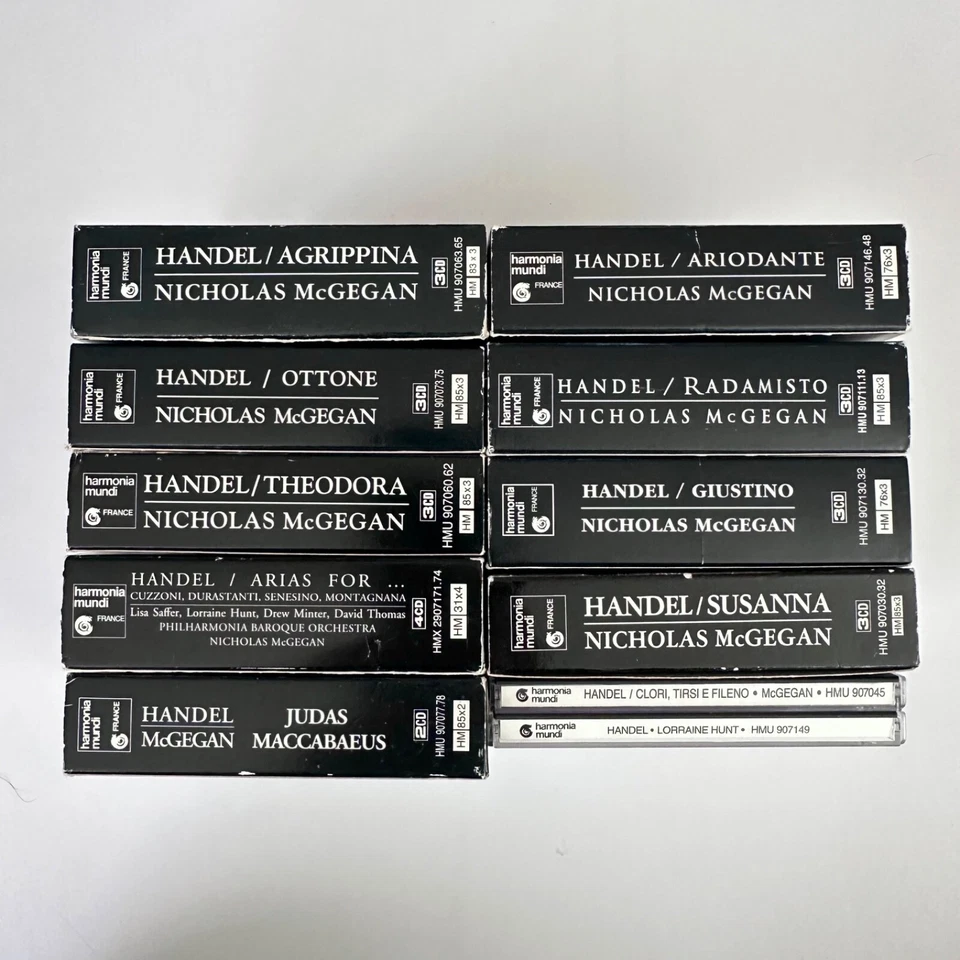 harmonia
mundi
FRANCE
HANDEL / AGRIPPINA
NICHOLAS McGEGAN
3CD
HMU 907063.65
HM 83 x 3
harmonia
mundi
FRANCE
HANDEL / ARIODANTE
NICHOLAS McGEGAN
3CD
HMU 907146.48
HM 76x3
harmonia
mundi
FRANCE
HANDEL / OTTONE
NICHOLAS McGEGAN
3CD
HMU 907073.75
HM 85x3
harmonia
mundi
FRANCE
HANDEL / RADAMISTO
NICHOLAS McGEGAN
3CD
HMU 907111.13
HM 85x3
harmonia
mundi
FRANCE
HANDEL/THEODORA
NICHOLAS McGEGAN
3CD
HMU 907060.62
HM 85x3
harmonia
mundi
FRANCE
HANDEL / GIUSTINO
NICHOLAS McGEGAN
3CD
HMU 907130.32
HM 76x3
harmonia
mundi
FRANCE
HANDEL / ARIAS FOR ...
CUZZONI, DURASTANTI, SENESINO, MONTAGNANA
Lisa Saffer, Lorraine Hunt, Drew Minter, David Thomas
PHILHARMONIA BAROQUE ORCHESTRA
NICHOLAS McGEGAN
4CD
HMX 2907171.74
HM 31x4
harmonia
mundi
FRANCE
HANDEL/SUSANNA
NICHOLAS McGEGAN
3CD
HMU 907030.32
HM 85x3
harmonia
mundi
FRANCE
HANDEL
McGEGAN
JUDAS
MACCABAEUS
2CD
HMU 907077.78
HM 85x2
harmonia
mundi
HANDEL / CLORI, TIRSI E FILENO • McGEGAN • HMU 907045
harmonia
mundi
HANDEL • LORRAINE HUNT • HMU 907149